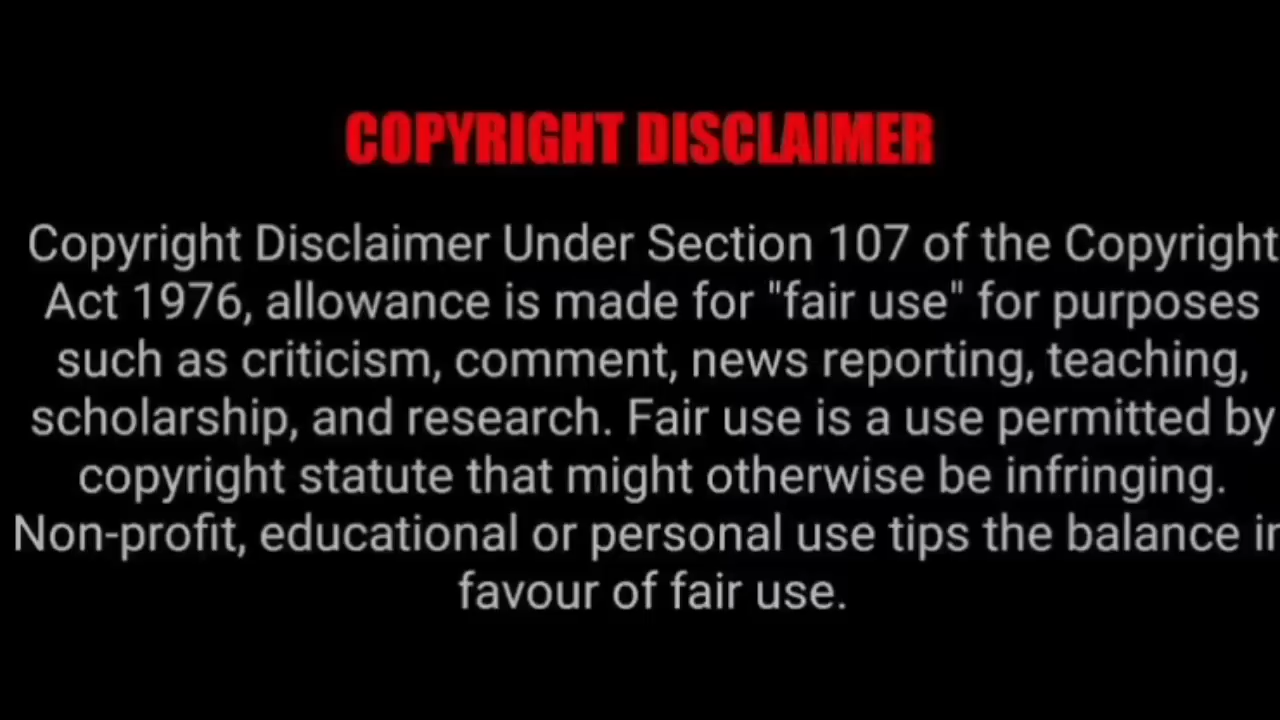 COPYRIGHT DISCLAIMER
Copyright Disclaimer Under Section 107 of the Copyright
Act 1976, allowance is made for "fair use" for purposes
such as criticism, comment, news reporting, teaching,
scholarship, and research. Fair use is a use permitted by
copyright statute that might otherwise be infringing.
Non-profit, educational or personal use tips the balance in
favour of fair use.